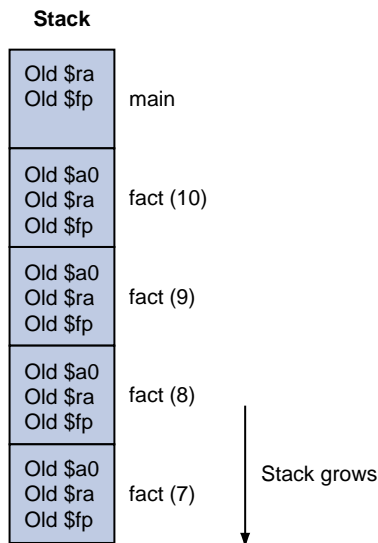 Stack
Old $ra
Old $fp
main
Old $a0
Old $ra
Old $fp
fact (10)
Old $a0
Old $ra
Old $fp
fact (9)
Old $a0
Old $ra
Old $fp
fact (8)
Old $a0
Old $ra
Old $fp
fact (7)
Stack grows